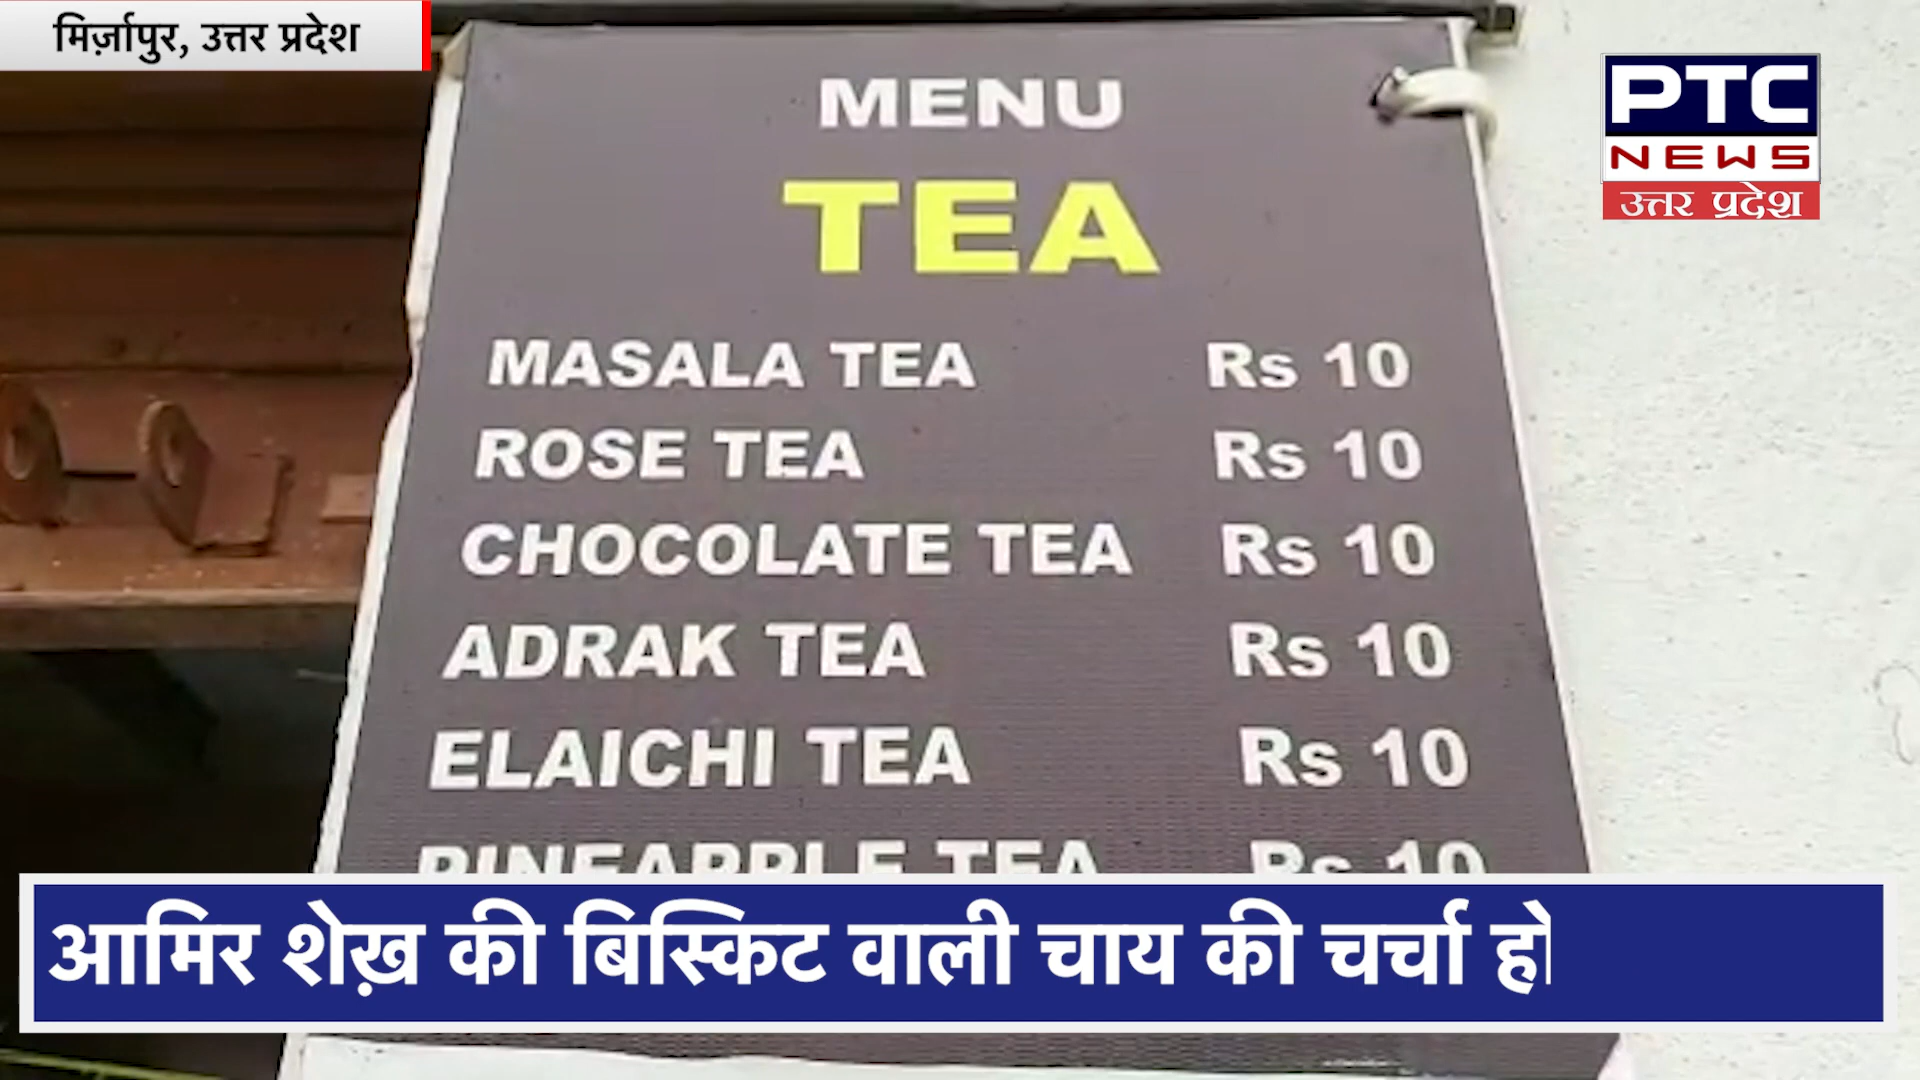 मिर्ज़ापुर, उत्तर प्रदेश
PTC
NEWS
उत्तर प्रदेश
MENU
TEA
MASALA TEA Rs 10
ROSE TEA Rs 10
CHOCOLATE TEA Rs 10
ADRAK TEA Rs 10
ELAICHI TEA Rs 10
PINEAPPLE TEA Rs 10
आमिर शेख़ की बिस्किट वाली चाय की चर्चा हो